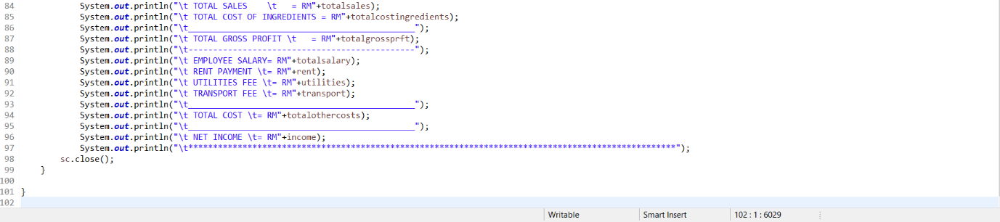 84 System.out.println("\t TOTAL SALES    \t   = RM"+totalsales);
85 System.out.println("\t TOTAL COST OF INGREDIENTS = RM"+totalcostingredients);
86 System.out.println("\t______________________________________________");
87 System.out.println("\t TOTAL GROSS PROFIT \t   = RM"+totalgrossprft);
88 System.out.println("\t----------------------------------------------");
89 System.out.println("\t EMPLOYEE SALARY= RM"+totalsalary);
90 System.out.println("\t RENT PAYMENT \t= RM"+rent);
91 System.out.println("\t UTILITIES FEE \t= RM"+utilities);
92 System.out.println("\t TRANSPORT FEE \t= RM"+transport);
93 System.out.println("\t______________________________________________");
94 System.out.println("\t TOTAL COST \t= RM"+totalothercosts);
95 System.out.println("\t______________________________________________");
96 System.out.println("\t NET INCOME \t= RM"+income);
97 System.out.println("\t***************************************************************************************************");
98 sc.close();
99 }
100
101 }
102
Writable Smart Insert 102 : 1 : 6029